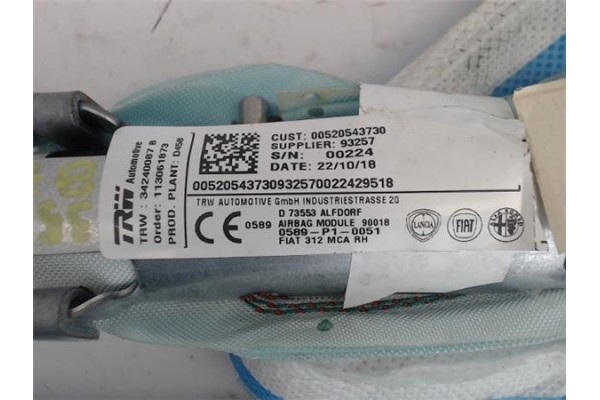 TRW Automotive
TRW : 34240087 B
Order: 113061873
PROD. PLANT: D458
CUST: 00520543730
SUPPLIER: 93257
S/N: 00224
DATE: 22/10/18
00520543730932570022429518
TRW AUTOMOTIVE GmbH INDUSTRIESTRASSE 20
D 73553 ALFDORF
CE 0589 AIRBAG MODULE 90018
0589-P1-0051
FIAT 312 MCA RH
LANCIA
FIAT